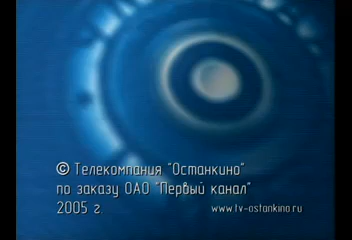 © Телекомпания "Останкино"
по заказу ОАО "Первый канал"
2005 г.
www.tv-ostankino.ru